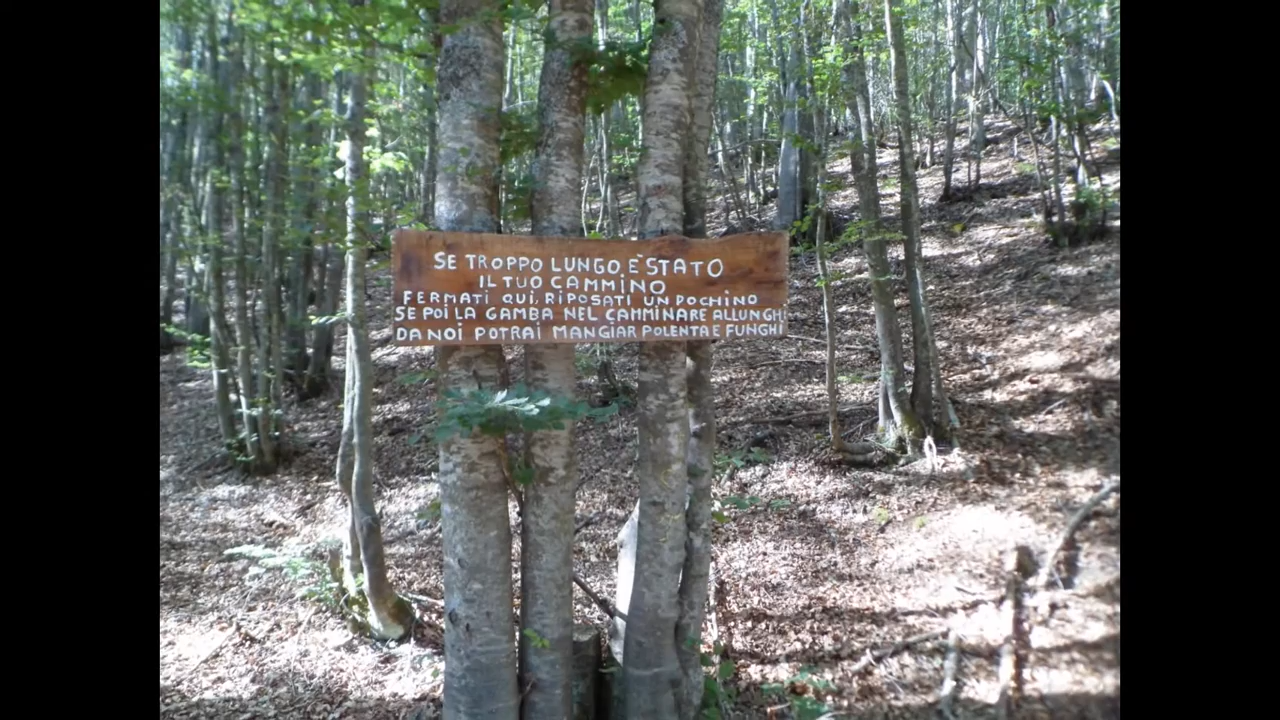 SE TROPPO LUNGO, È STATO
IL TUO CAMMINO
FERMATI QUI, RIPOSATI UN POCHINO
SE POI LA GAMBA NEL CAMMINARE ALLUNGHI
DA NOI POTRAI MANGIAR POLENTA E FUNGHI